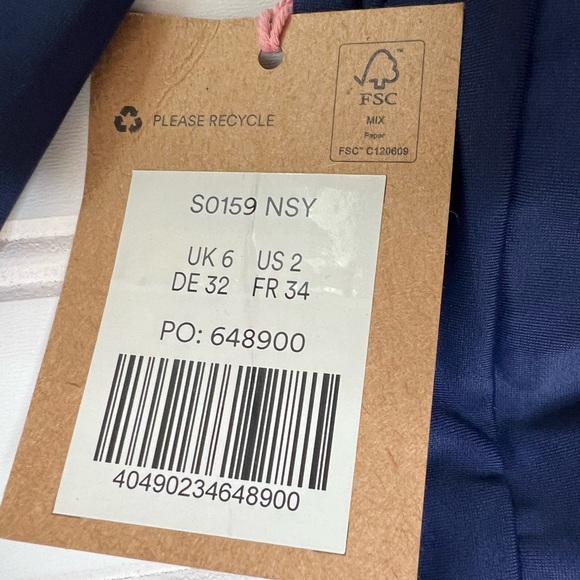 PLEASE RECYCLE
FSC
MIX
Paper
FSC™ C120609
S0159 NSY
UK 6 US 2
DE 32 FR 34
PO: 648900
40490234648900